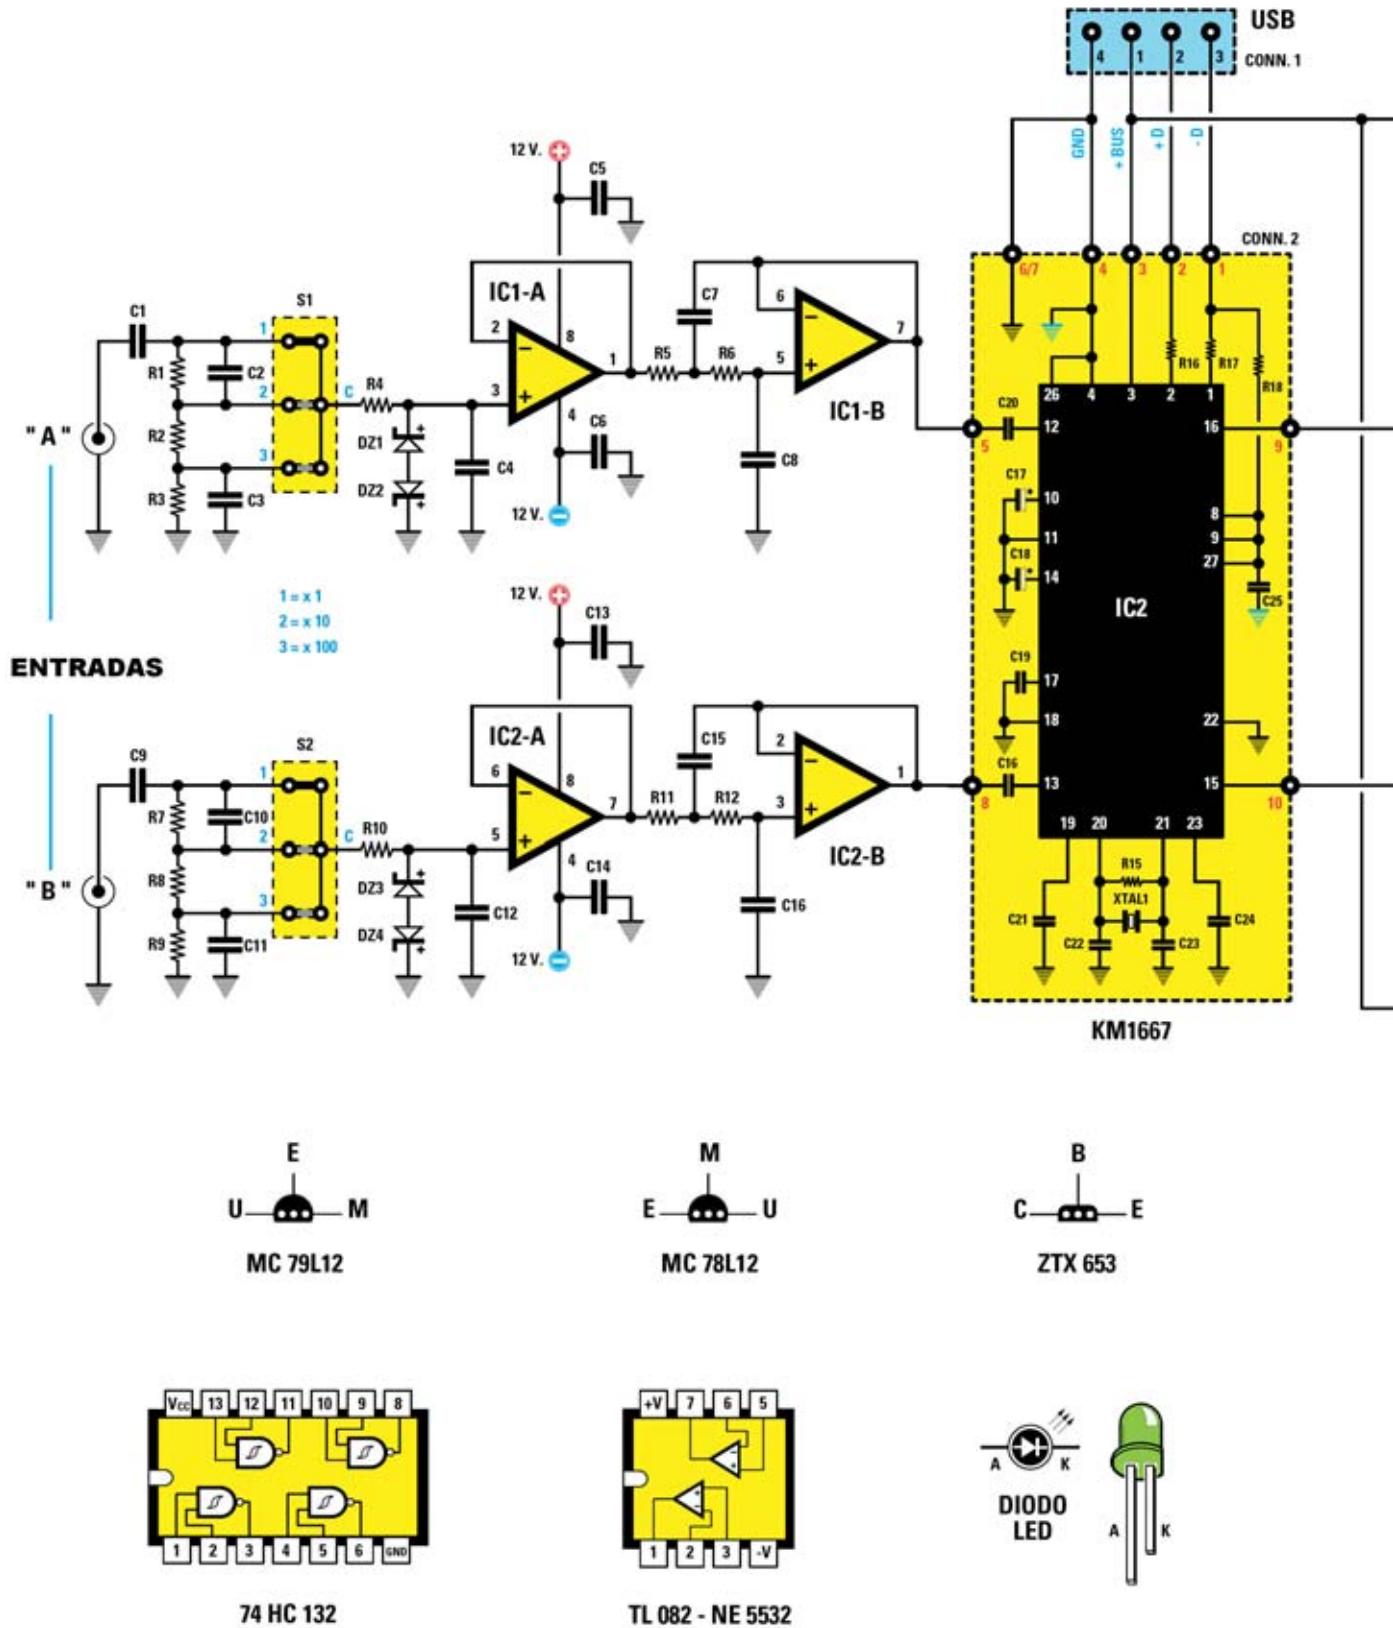 USB
CONN. 1
4 1 2 3
GND
+ BUS
+ D
- D
CONN. 2
6/7 4 3 2 1
12 V.
C5
IC1-A
2
8
1
3
4
C6
12 V.
C1
S1
1
R1
C2
2
C
R4
"A"
R2
DZ1
3
R3
C3
DZ2
C4
C7
R5
R6
6
7
5
IC1-B
C8
R16
R17
R18
26 4 3 2 1
C20
5
12
16
9
C17
10
11
C18
14
8
9
27
C25
IC2
C19
17
18
22
C16
8
13
15
10
19 20 21 23
R15
XTAL1
C21
C22
C23
C24
KM1667
1 = x 1
2 = x 10
3 = x 100
ENTRADAS
12 V.
C13
IC2-A
6
8
7
5
4
C14
12 V.
C9
S2
1
R7
C10
2
C
R10
"B"
R8
DZ3
3
R9
C11
DZ4
C12
C15
R11
R12
2
1
3
IC2-B
C16
E
U M
MC 79L12
M
E U
MC 78L12
B
C E
ZTX 653
Vcc 13 12 11 10 9 8
1 2 3 4 5 6 GND
74 HC 132
+V 7 6 5
1 2 3 -V
TL 082 - NE 5532
A K
DIODO
LED
A K